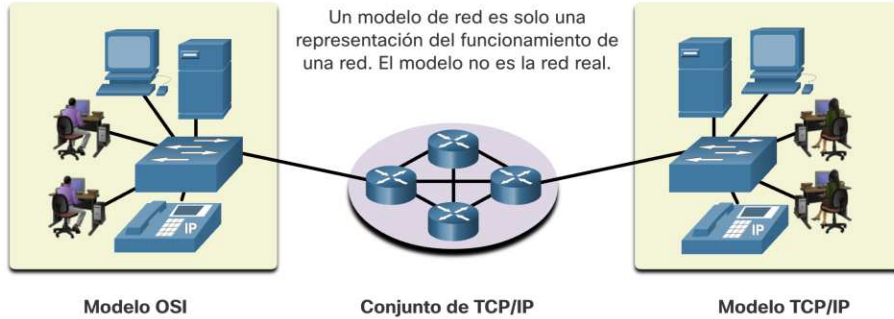 Un modelo de red es solo una
representación del funcionamiento de
una red. El modelo no es la red real.
IP
IP
Modelo OSI
Conjunto de TCP/IP
Modelo TCP/IP